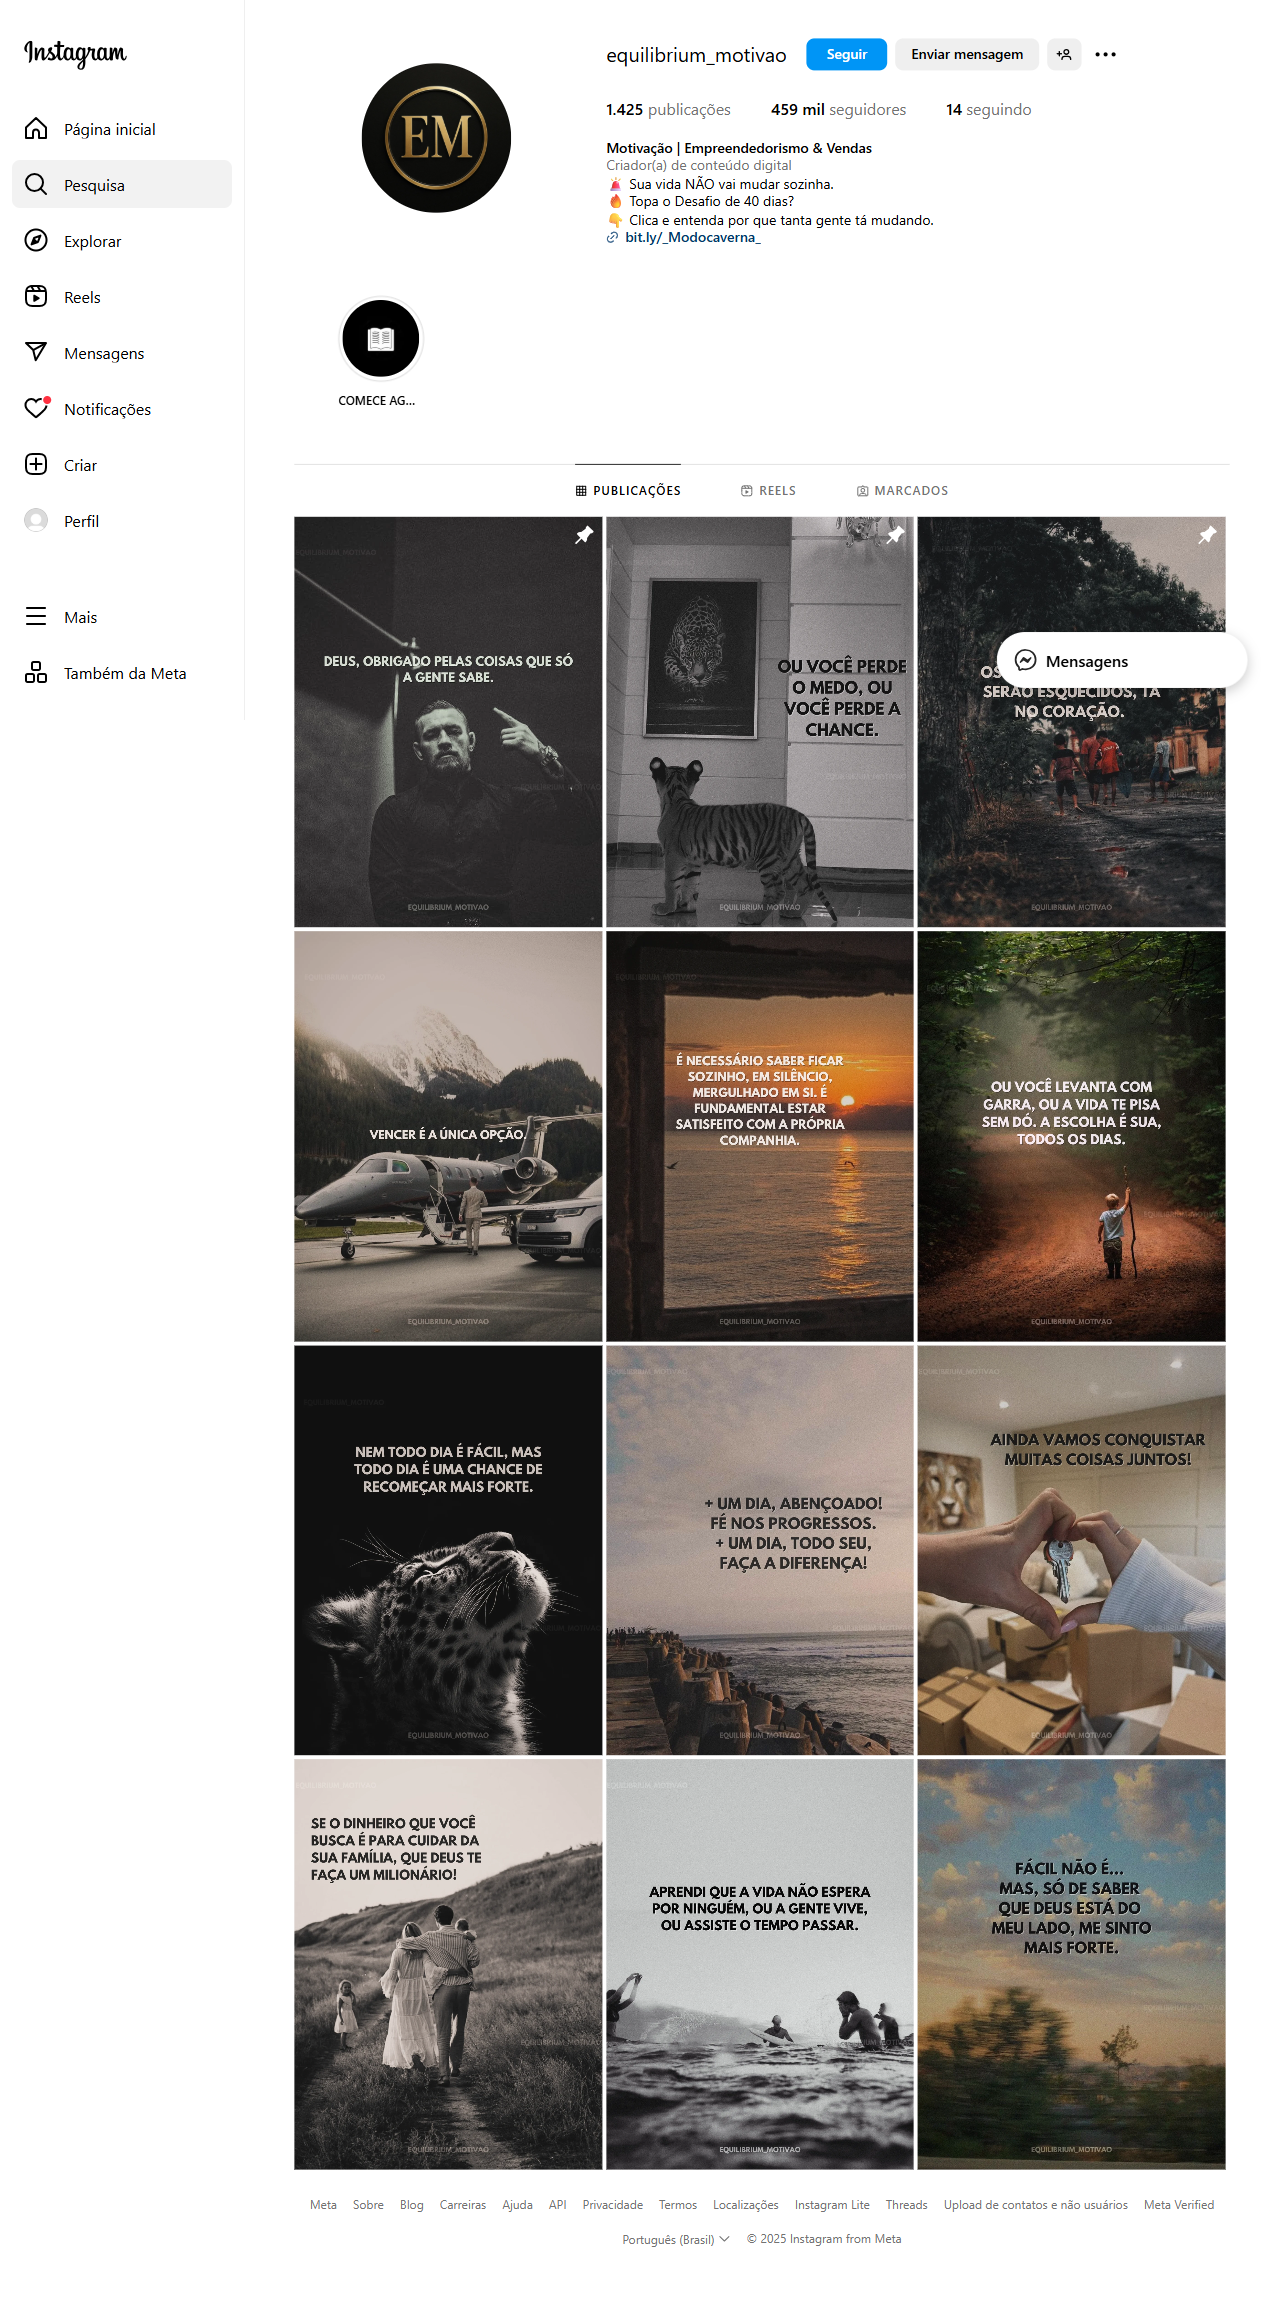 Instagram
Página inicial
Pesquisa
Explorar
Reels
Mensagens
Notificações
Criar
Perfil
Mais
Também da Meta
EM
equilibrium_motivao
Seguir
Enviar mensagem
1.425 publicações
459 mil seguidores
14 seguindo
Motivação | Empreendedorismo & Vendas
Criador(a) de conteúdo digital
🚨 Sua vida NÃO vai mudar sozinha.
🔥 Topa o Desafio de 40 dias?
👇 Clica e entenda por que tanta gente tá mudando.
bit.ly/_Modocaverna_
COMECE AG...
PUBLICAÇÕES
REELS
MARCADOS
DEUS, OBRIGADO PELAS COISAS QUE SÓ
A GENTE SABE.
EQUILIBRIUM_MOTIVAO
OU VOCÊ PERDE
O MEDO, OU
VOCÊ PERDE A
CHANCE.
EQUILIBRIUM_MOTIVAO
SERÃO ESQUECIDOS, TÁ
NO CORAÇÃO.
EQUILIBRIUM_MOTIVAO
Mensagens
VENCER É A ÚNICA OPÇÃO.
EQUILIBRIUM_MOTIVAO
É NECESSÁRIO SABER FICAR
SOZINHO, EM SILÊNCIO,
MERGULHADO EM SI. É
FUNDAMENTAL ESTAR
SATISFEITO COM A PRÓPRIA
COMPANHIA.
EQUILIBRIUM_MOTIVAO
OU VOCÊ LEVANTA COM
GARRA, OU A VIDA TE PISA
SEM DÓ. A ESCOLHA É SUA,
TODOS OS DIAS.
EQUILIBRIUM_MOTIVAO
NEM TODO DIA É FÁCIL, MAS
TODO DIA É UMA CHANCE DE
RECOMEÇAR MAIS FORTE.
EQUILIBRIUM_MOTIVAO
+ UM DIA, ABENÇOADO!
FÉ NOS PROGRESSOS.
+ UM DIA, TODO SEU,
FAÇA A DIFERENÇA!
EQUILIBRIUM_MOTIVAO
AINDA VAMOS CONQUISTAR
MUITAS COISAS JUNTOS!
EQUILIBRIUM_MOTIVAO
SE O DINHEIRO QUE VOCÊ
BUSCA É PARA CUIDAR DA
SUA FAMÍLIA, QUE DEUS TE
FAÇA UM MILIONÁRIO!
EQUILIBRIUM_MOTIVAO
APRENDI QUE A VIDA NÃO ESPERA
POR NINGUÉM, OU A GENTE VIVE,
OU ASSISTE O TEMPO PASSAR.
EQUILIBRIUM_MOTIVAO
FÁCIL NÃO É...
MAS, SÓ DE SABER
QUE DEUS ESTÁ DO
MEU LADO, ME SINTO
MAIS FORTE.
EQUILIBRIUM_MOTIVAO
Meta Sobre Blog Carreiras Ajuda API Privacidade Termos Localizações Instagram Lite Threads Upload de contatos e não usuários Meta Verified
Português (Brasil) © 2025 Instagram from Meta